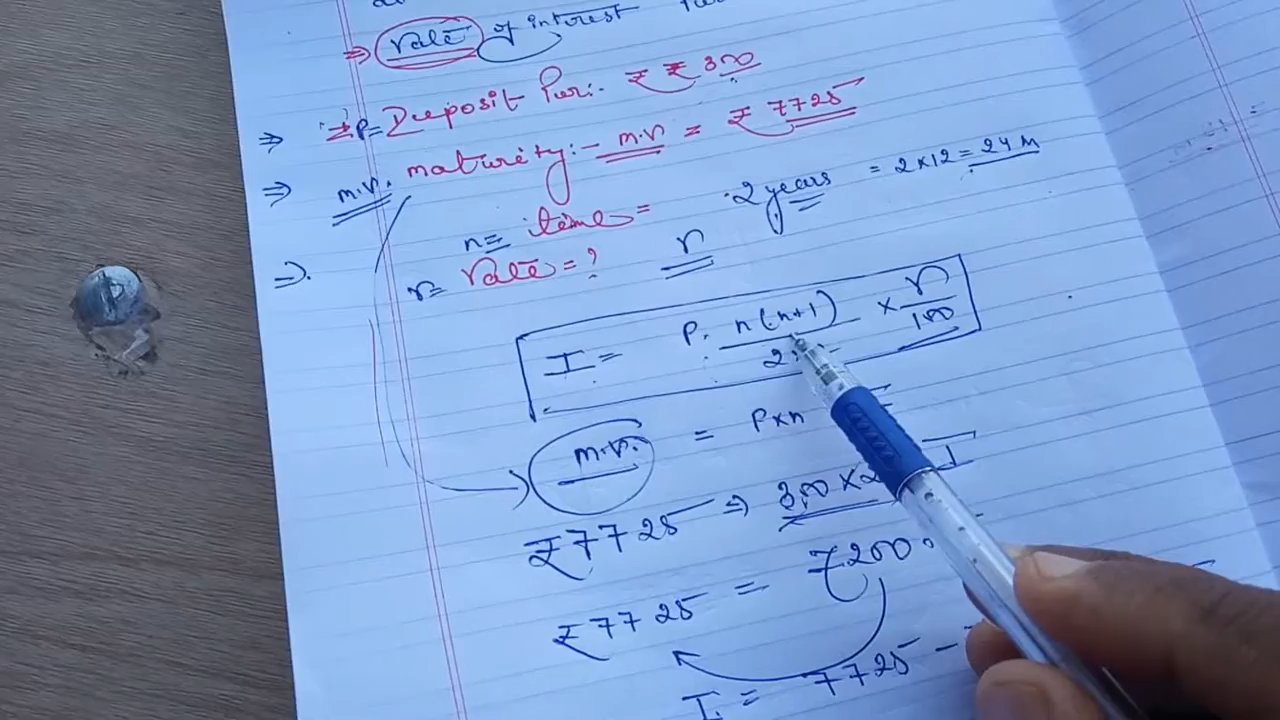 ⇒ rate of interest
⇒ P= Deposit Per:- ₹ ₹ 300
⇒ m.v. maturity:- m.v = ₹ 7725
n= time = 2 years = 2×12 = 24 M
⇒. r= rate = ? r
I = P. n(n+1)/2 × r/100
m.v. = P×n
₹7725 ⇒ 300×2 I
₹7725 = 7200
I = 7725 -